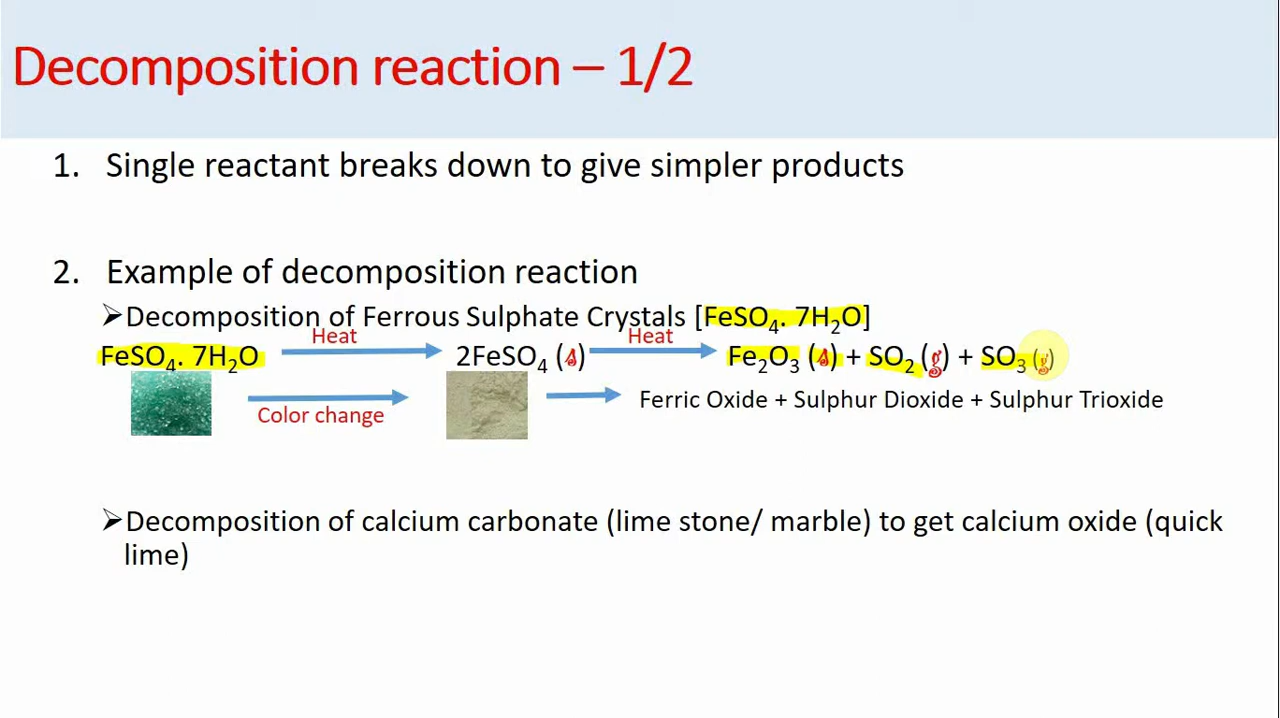 Decomposition reaction – 1/2
1. Single reactant breaks down to give simpler products
2. Example of decomposition reaction
➢Decomposition of Ferrous Sulphate Crystals [FeSO₄. 7H₂O]
Heat Heat
FeSO₄. 7H₂O 2FeSO₄ (s) Fe₂O₃ (s) + SO₂ (g) + SO₃ (g)
Color change
Ferric Oxide + Sulphur Dioxide + Sulphur Trioxide
➢Decomposition of calcium carbonate (lime stone/ marble) to get calcium oxide (quick
lime)